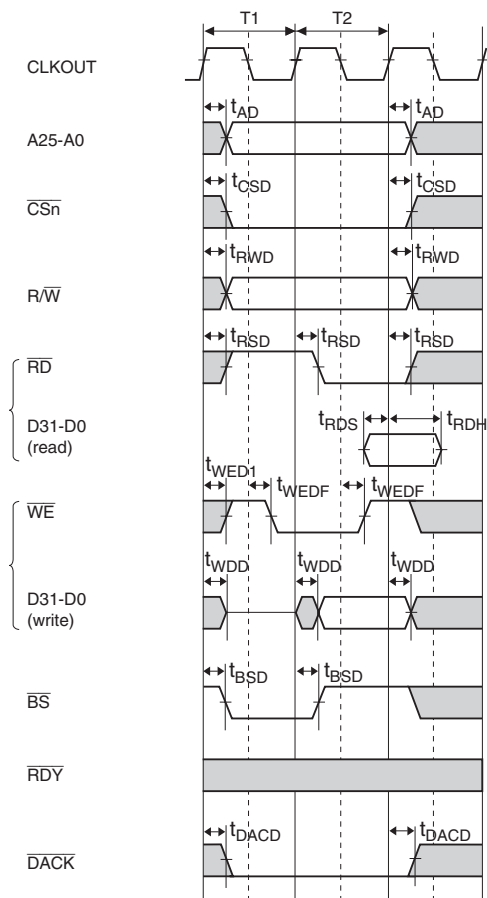 T1 T2
CLKOUT
tAD tAD
A25-A0
tCSD tCSD
CSn
tRWD tRWD
R/W
tRSD tRSD tRSD
RD
tRDS tRDH
D31-D0
(read)
tWED1 tWEDF tWEDF
WE
tWDD tWDD tWDD
D31-D0
(write)
tBSD tBSD
BS
RDY
tDACD tDACD
DACK